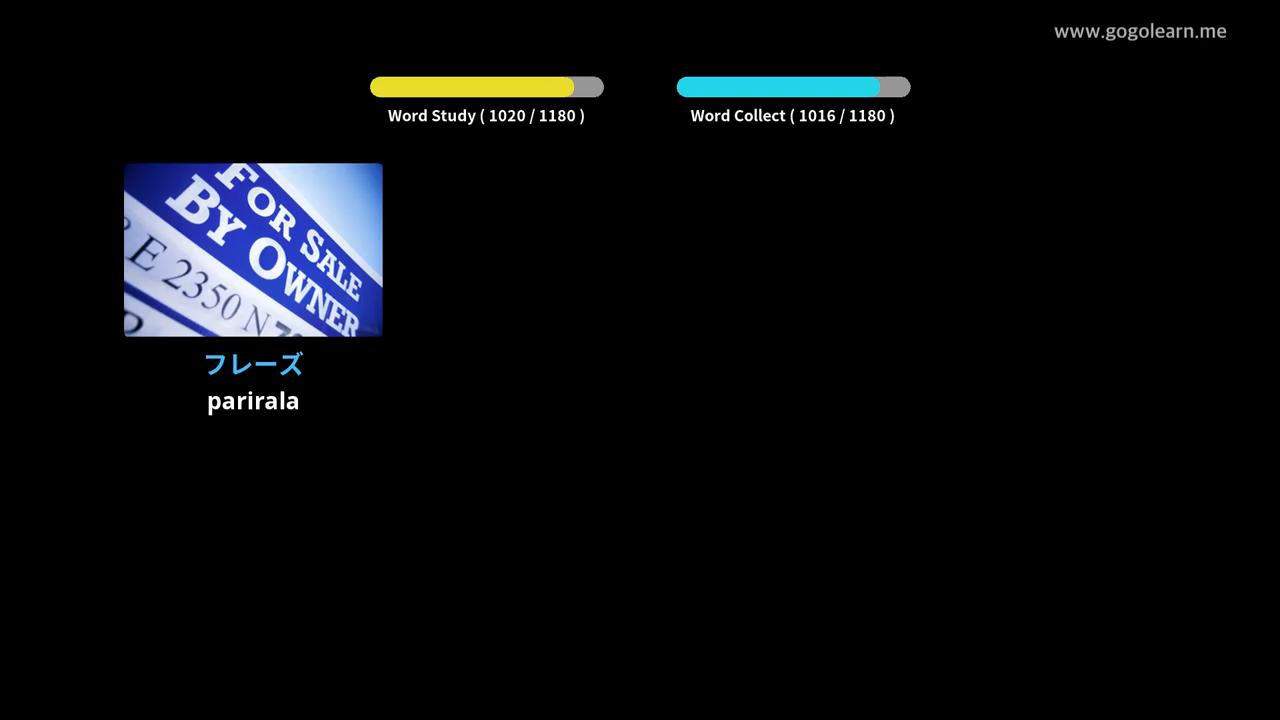 www.gogolearn.me
Word Study ( 1020 / 1180 )
Word Collect ( 1016 / 1180 )
FOR SALE
BY OWNER
E 2350 N
フレーズ
parirala